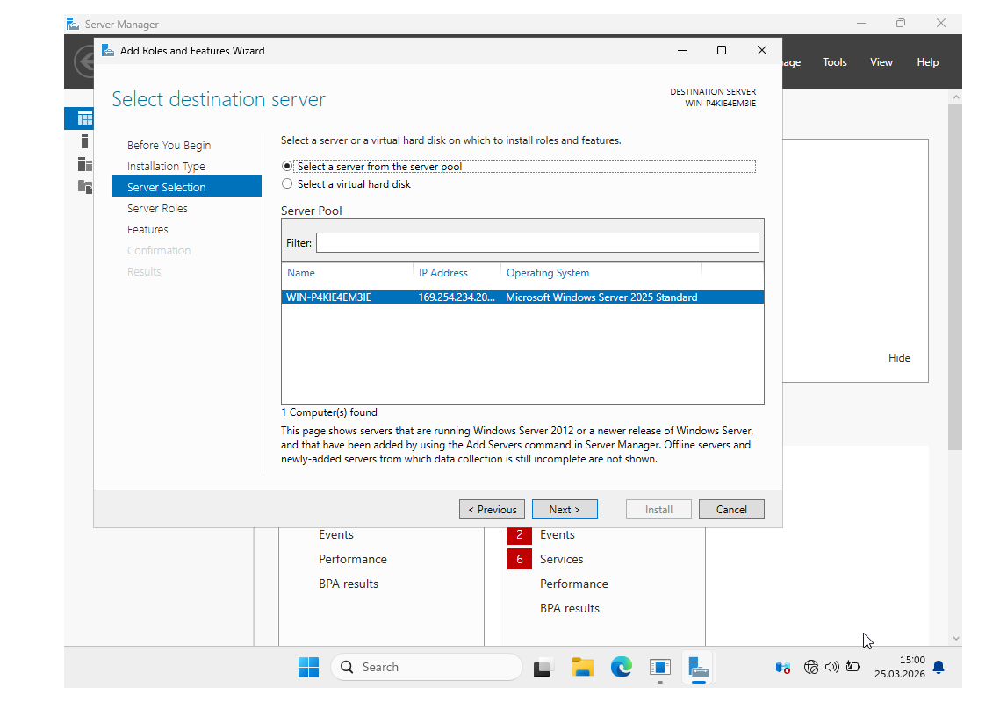 Server Manager
Add Roles and Features Wizard
age
Tools
View
Help
Select destination server
DESTINATION SERVER
WIN-P4KIE4EM3IE
Before You Begin
Installation Type
Server Selection
Server Roles
Features
Confirmation
Results
Select a server or a virtual hard disk on which to install roles and features.
Select a server from the server pool
Select a virtual hard disk
Server Pool
Filter:
Name IP Address Operating System
WIN-P4KIE4EM3IE 169.254.234.20... Microsoft Windows Server 2025 Standard
1 Computer(s) found
This page shows servers that are running Windows Server 2012 or a newer release of Windows Server,
and that have been added by using the Add Servers command in Server Manager. Offline servers and
newly-added servers from which data collection is still incomplete are not shown.
< Previous
Next >
Install
Cancel
Hide
Events
Performance
BPA results
2 Events
6 Services
Performance
BPA results
Search
15:00
25.03.2026